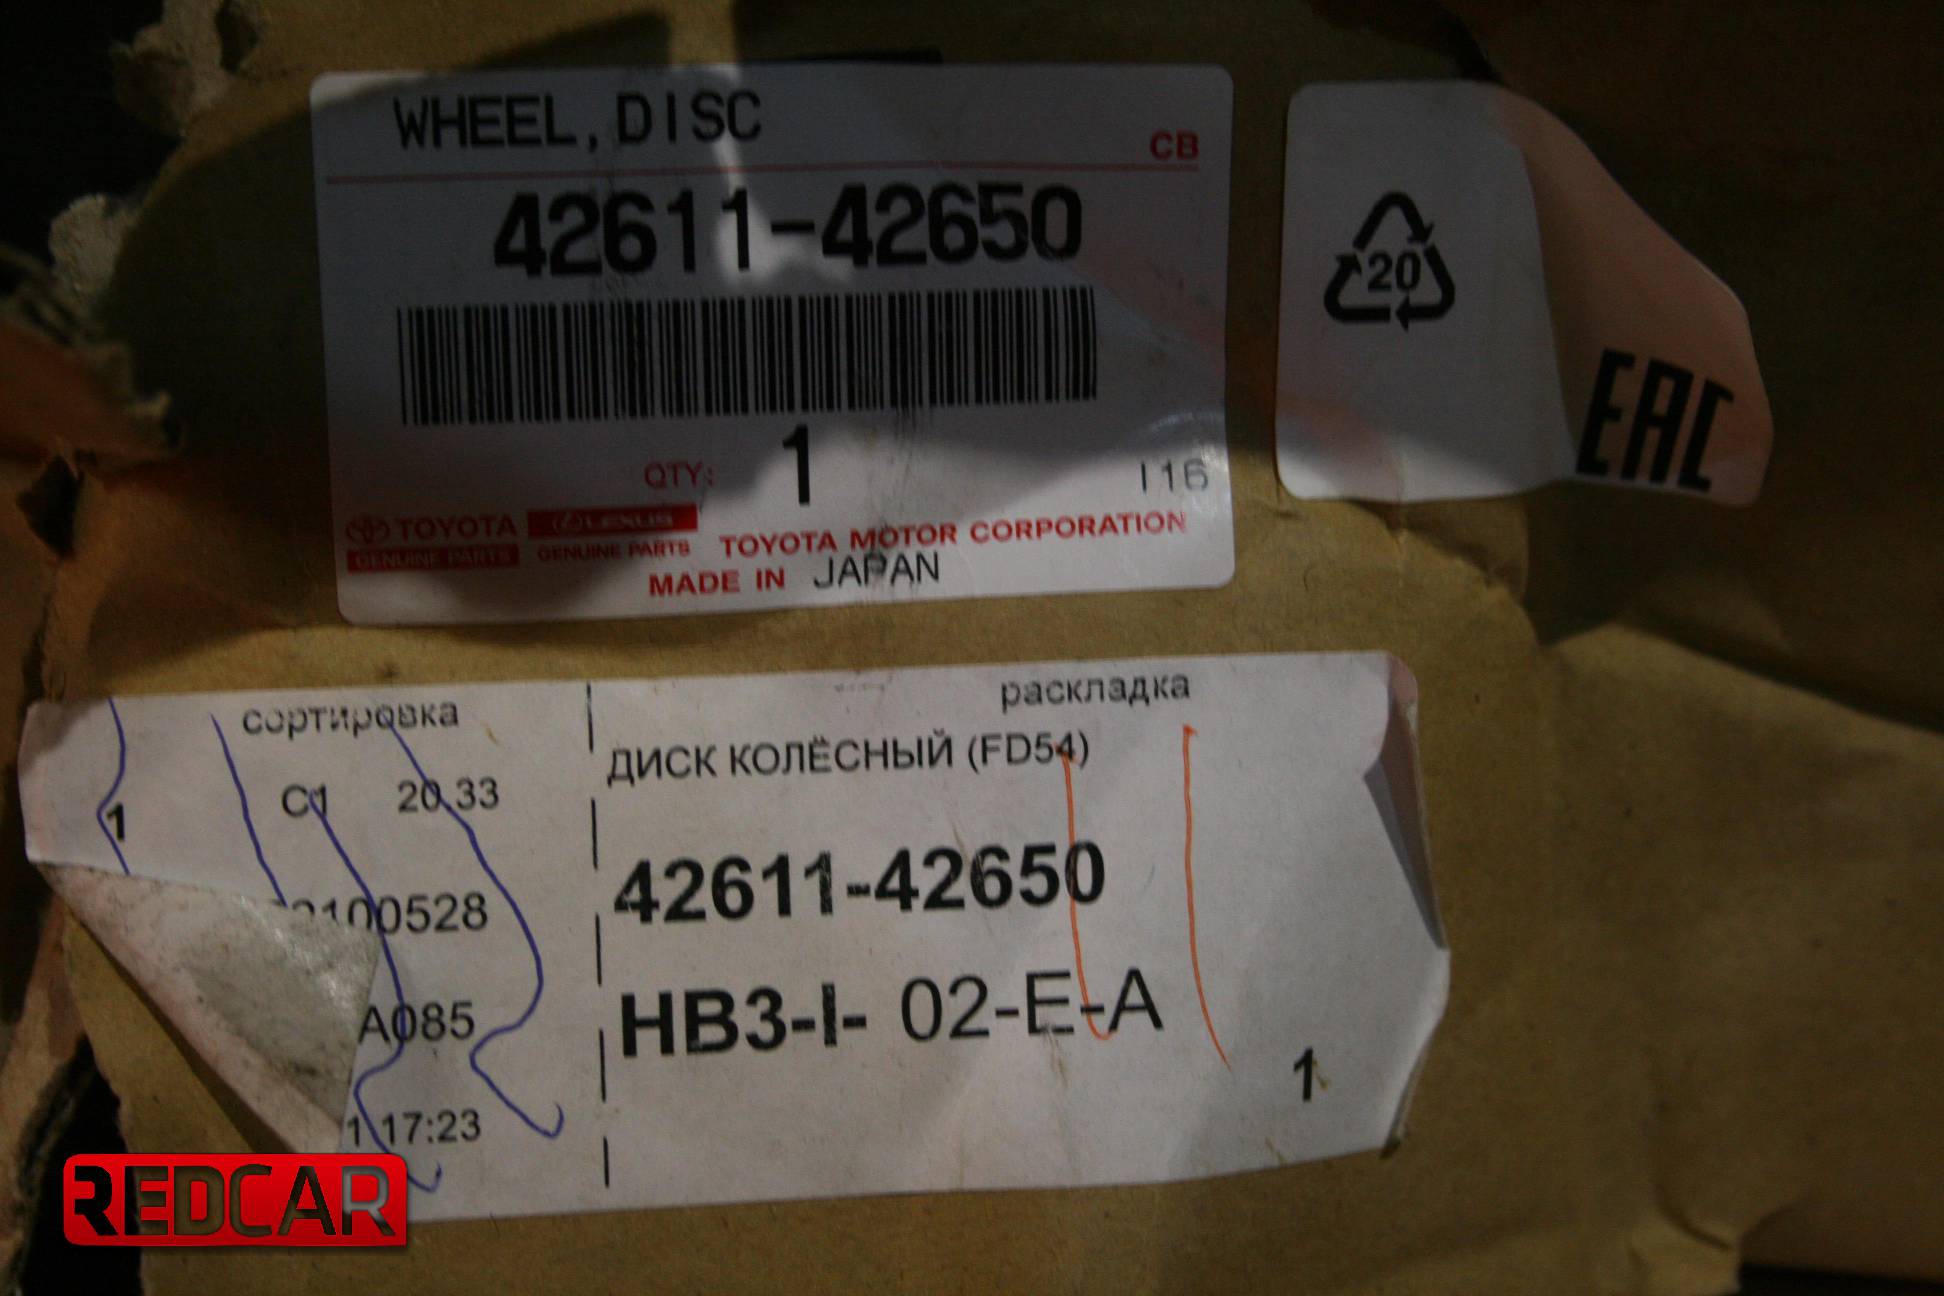 WHEEL, DISC
CB
42611-42650
QTY: 1
I16
TOYOTA
GENUINE PARTS
LEXUS
GENUINE PARTS
TOYOTA MOTOR CORPORATION
MADE IN JAPAN
20
EAC
сортировка
1
C1 20.33
2100528
A085
1 17:23
раскладка
ДИСК КОЛЁСНЫЙ (FD54)
42611-42650
HB3-I- 02-E-A
1
REDCAR